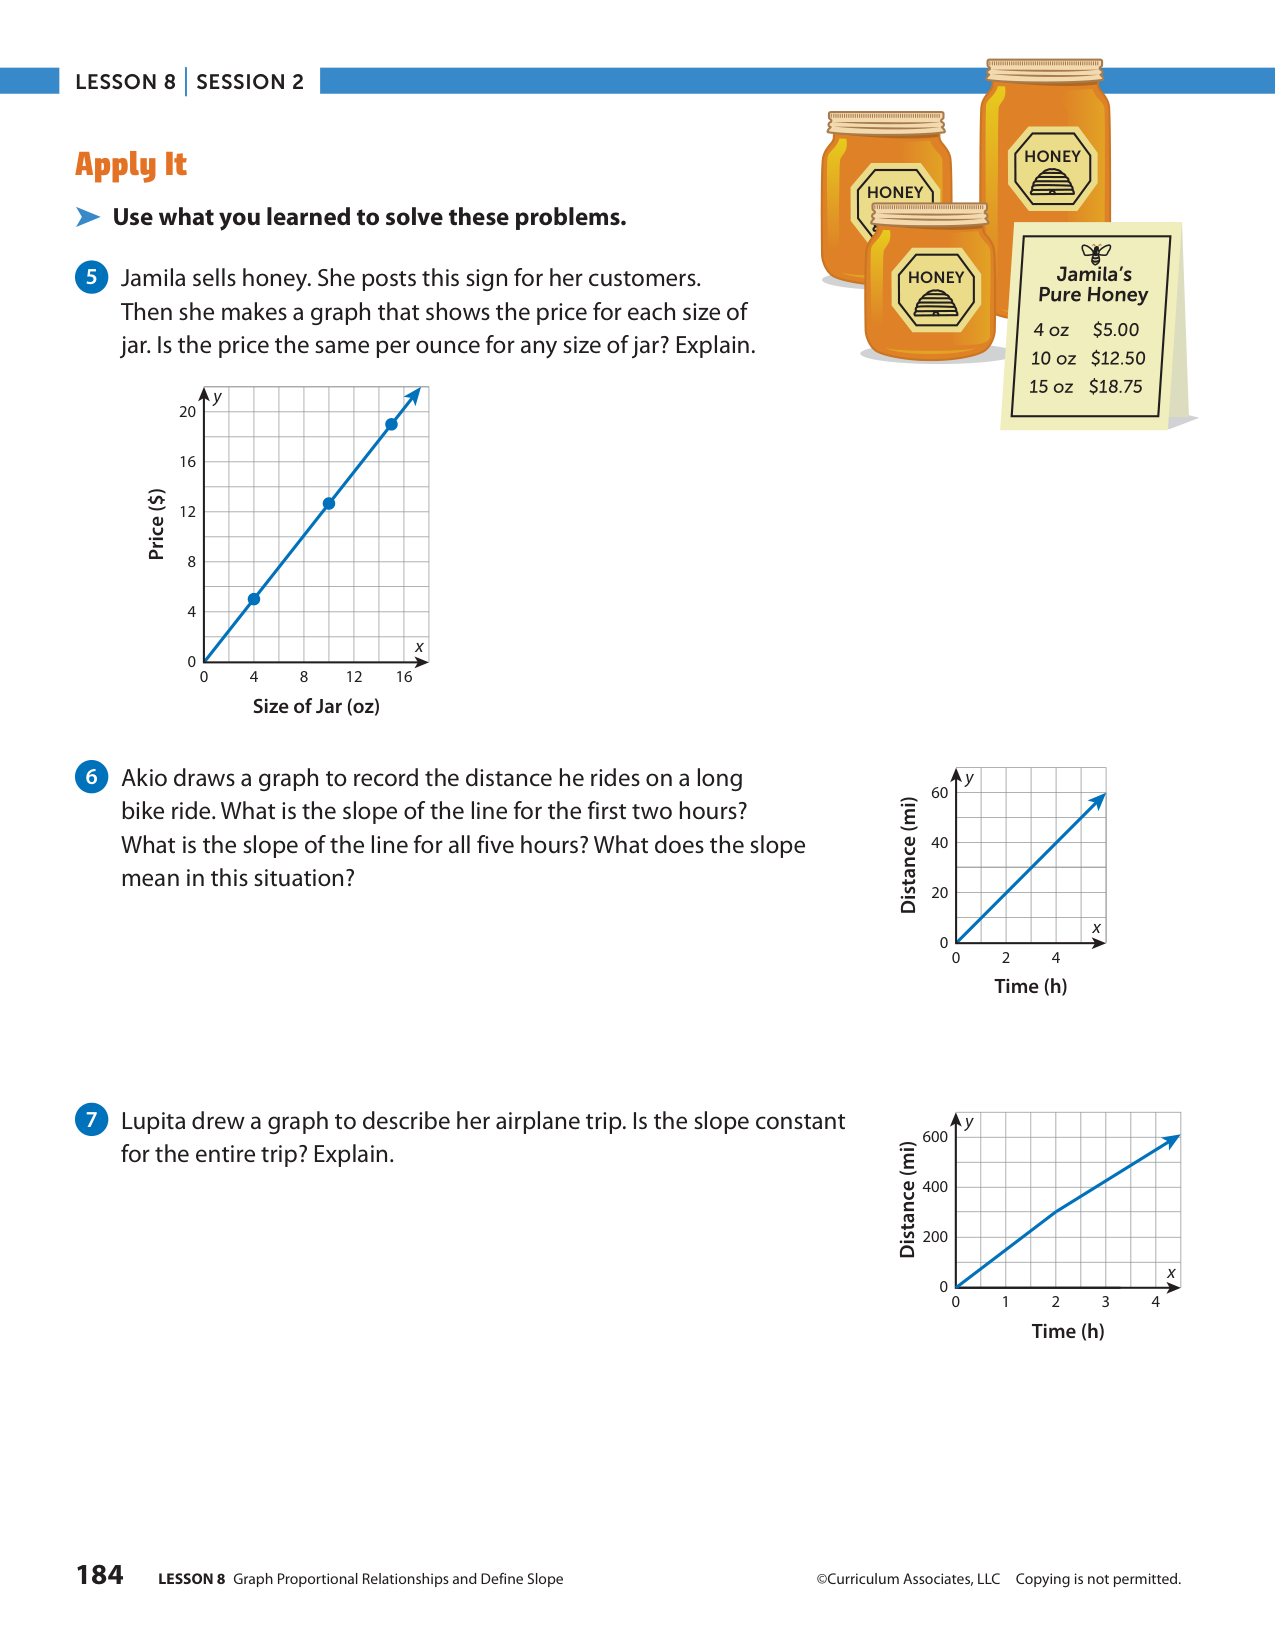 LESSON 8 | SESSION 2
Apply It
Use what you learned to solve these problems.
HONEY
HONEY
HONEY
Jamila's
Pure Honey
4 oz $5.00
10 oz $12.50
15 oz $18.75
5 Jamila sells honey. She posts this sign for her customers.
Then she makes a graph that shows the price for each size of
jar. Is the price the same per ounce for any size of jar? Explain.
y
20
16
12
8
4
0
Price ($)
x
0 4 8 12 16
Size of Jar (oz)
6 Akio draws a graph to record the distance he rides on a long
bike ride. What is the slope of the line for the first two hours?
What is the slope of the line for all five hours? What does the slope
mean in this situation?
y
60
40
20
0
Distance (mi)
x
0 2 4
Time (h)
7 Lupita drew a graph to describe her airplane trip. Is the slope constant
for the entire trip? Explain.
y
600
400
200
0
Distance (mi)
x
0 1 2 3 4
Time (h)
184 LESSON 8 Graph Proportional Relationships and Define Slope
©Curriculum Associates, LLC Copying is not permitted.